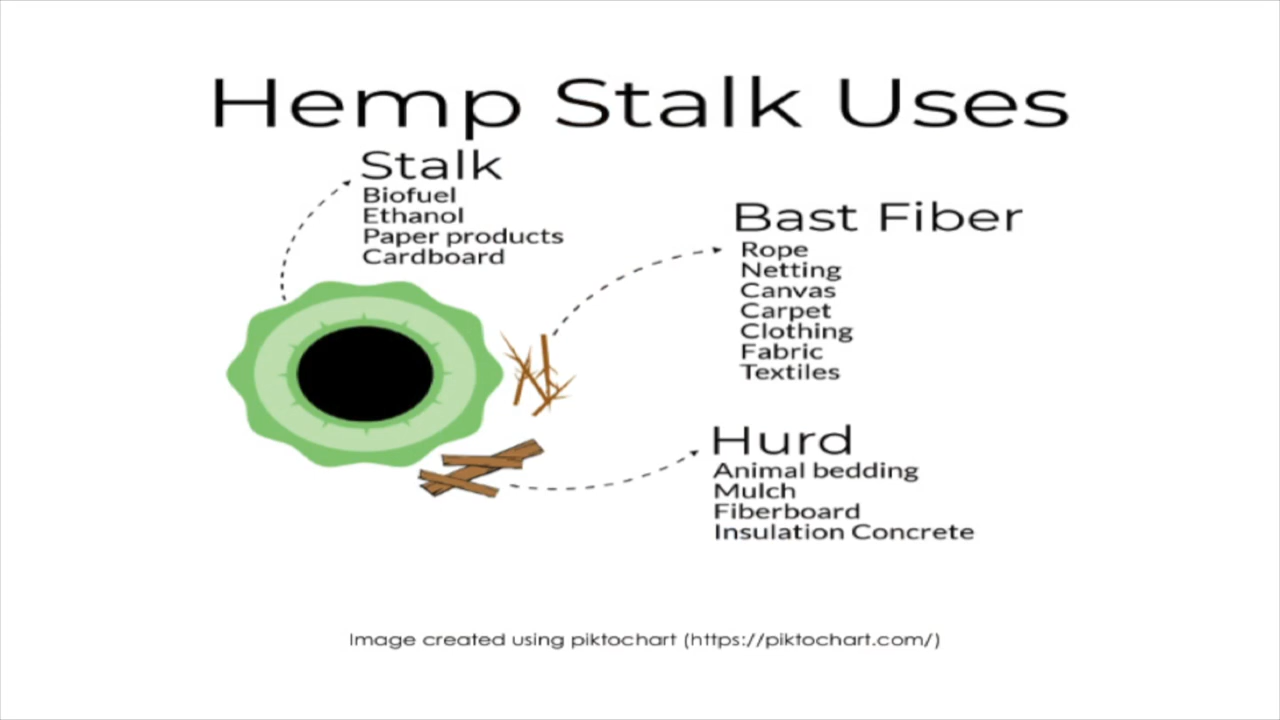 Hemp Stalk Uses
Stalk
Biofuel
Ethanol
Paper products
Cardboard
Bast Fiber
Rope
Netting
Canvas
Carpet
Clothing
Fabric
Textiles
Hurd
Animal bedding
Mulch
Fiberboard
Insulation Concrete
Image created using piktochart (https://piktochart.com/)